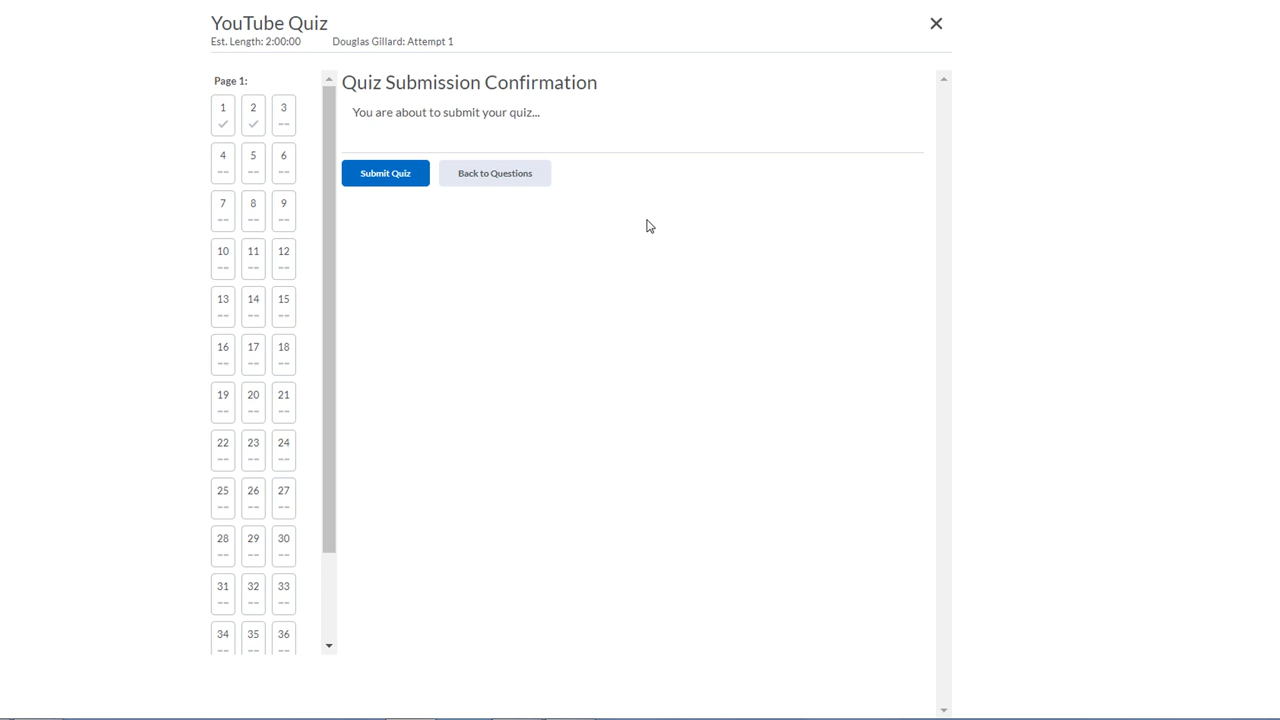 YouTube Quiz
Est. Length: 2:00:00 Douglas Gillard: Attempt 1
Page 1:
1 2 3
--
4 5 6
-- -- --
7 8 9
-- -- --
10 11 12
-- -- --
13 14 15
-- -- --
16 17 18
-- -- --
19 20 21
-- -- --
22 23 24
-- -- --
25 26 27
-- -- --
28 29 30
-- -- --
31 32 33
-- -- --
34 35 36
-- -- --
Quiz Submission Confirmation
You are about to submit your quiz...
Submit Quiz Back to Questions